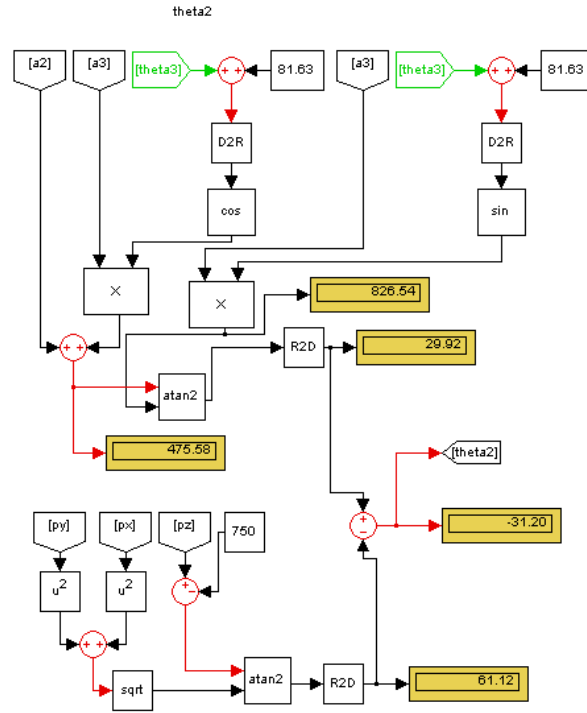 theta2
[a2] [a3] [theta3] + + 81.63 [a3] [theta3] + + 81.63
D2R D2R
cos sin
× ×
826.54
+ + R2D 29.92
atan2
475.58
[theta2]
[py] [px] [pz] 750 + − -31.20
u² u² + −
+ +
sqrt atan2 R2D 61.12